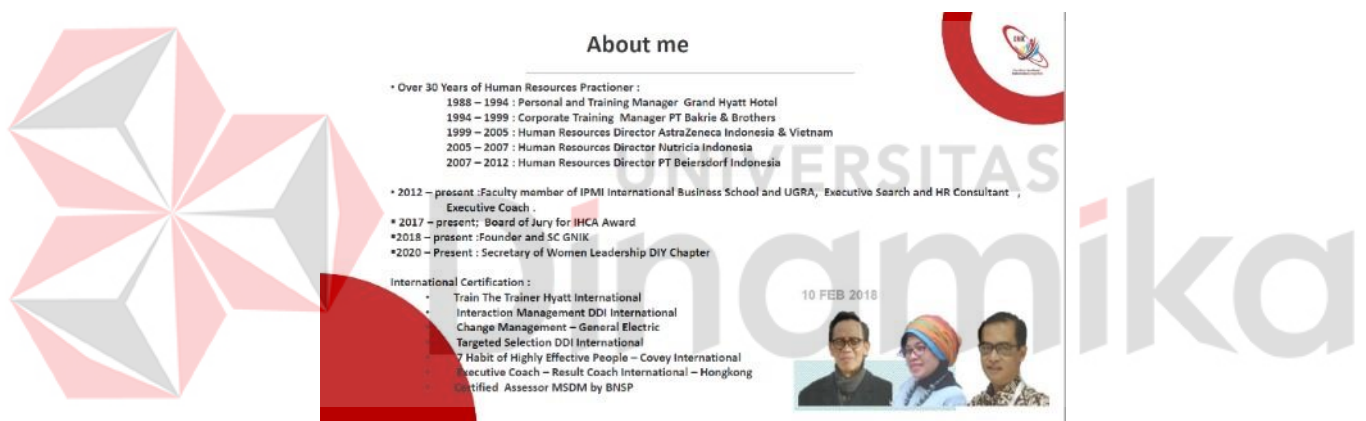 About me
• Over 30 Years of Human Resources Practioner :
1988 – 1994 : Personal and Training Manager Grand Hyatt Hotel
1994 – 1999 : Corporate Training Manager PT Bakrie & Brothers
1999 – 2005 : Human Resources Director AstraZeneca Indonesia & Vietnam
2005 – 2007 : Human Resources Director Nutricia Indonesia
2007 – 2012 : Human Resources Director PT Beiersdorf Indonesia
UNIVERSITAS
Dinamika
• 2012 – present :Faculty member of IPMI International Business School and UGRA, Executive Search and HR Consultant ,
Executive Coach .
▪ 2017 – present; Board of Jury for IHCA Award
▪2018 – present :Founder and SC GNIK
▪2020 – Present : Secretary of Women Leadership DIY Chapter
International Certification :
• Train The Trainer Hyatt International
• Interaction Management DDI International
• Change Management – General Electric
• Targeted Selection DDI International
• 7 Habit of Highly Effective People – Covey International
• Executive Coach – Result Coach International – Hongkong
• Certified Assessor MSDM by BNSP
10 FEB 2018